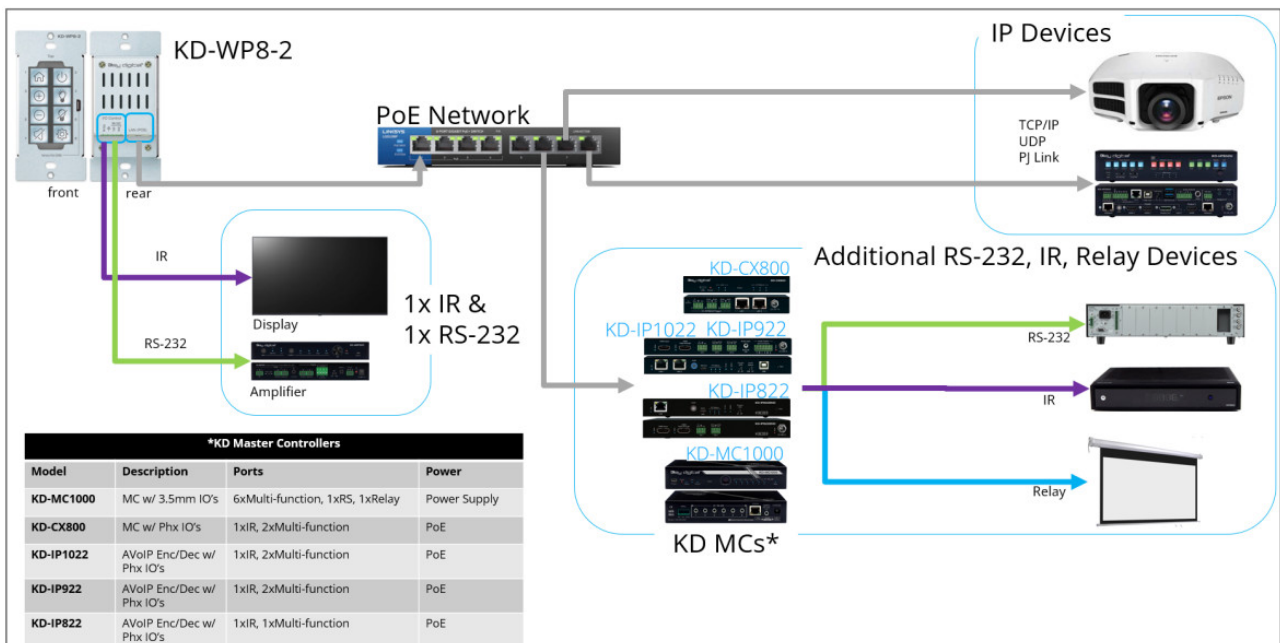 KD-WP8-2
front
rear
PoE Network
LINKSYS
IP Devices
EPSON
TCP/IP
UDP
PJ Link
IR
Display
RS-232
Amplifier
1x IR &
1x RS-232
Additional RS-232, IR, Relay Devices
KD-CX800
KD-IP1022 KD-IP922
KD-IP822
KD-MC1000
KD MCs*
RS-232
IR
Relay
*KD Master Controllers
Model Description Ports Power
KD-MC1000 MC w/ 3.5mm IO's 6xMulti-function, 1xRS, 1xRelay Power Supply
KD-CX800 MC w/ Phx IO's 1xIR, 2xMulti-function PoE
KD-IP1022 AVoIP Enc/Dec w/ 1xIR, 2xMulti-function PoE
Phx IO's
KD-IP922 AVoIP Enc/Dec w/ 1xIR, 2xMulti-function PoE
Phx IO's
KD-IP822 AVoIP Enc/Dec w/ 1xIR, 1xMulti-function PoE
Phx IO's